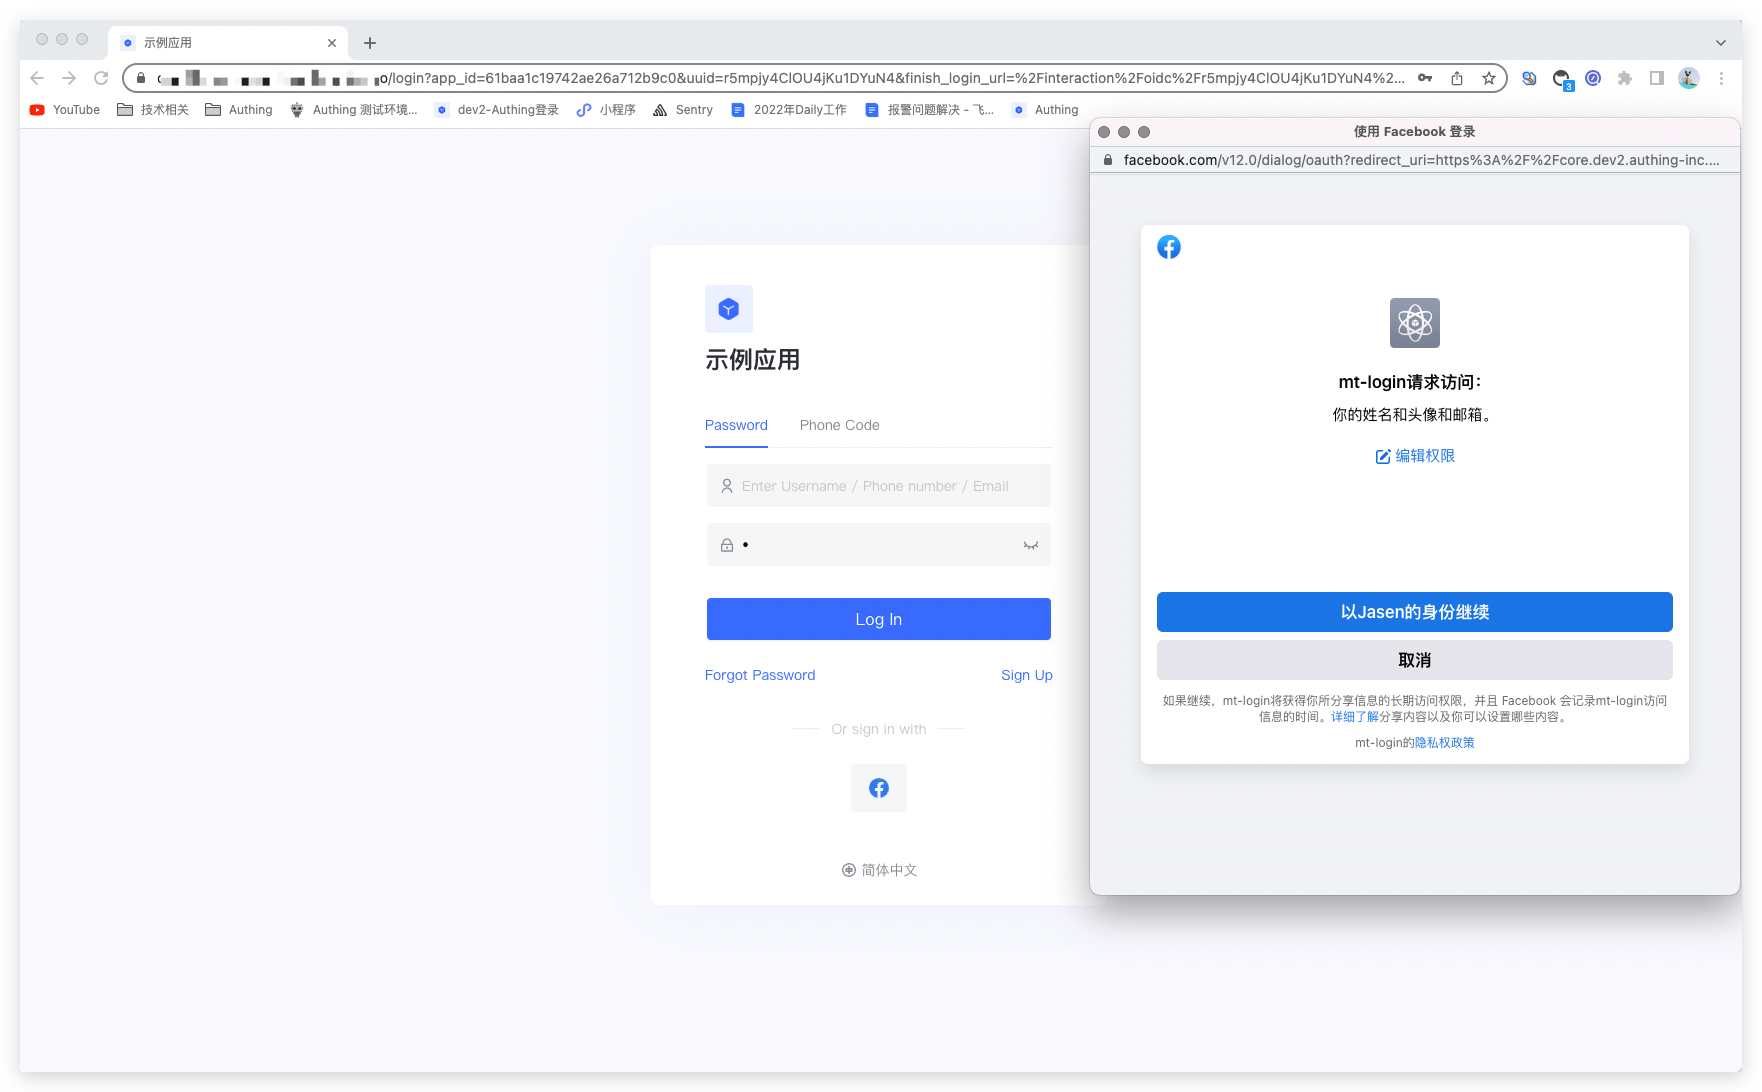 示例应用
o/login?app_id=61baa1c19742ae26a712b9c0&uuid=r5mpjy4ClOU4jKu1DYuN4&finish_login_url=%2Finteraction%2Foidc%2Fr5mpjy4ClOU4jKu1DYuN4%2...
3
YouTube 技术相关 Authing Authing 测试环境... dev2-Authing登录 小程序 Sentry 2022年Daily工作 报警问题解决 - 飞... Authing
示例应用
Password Phone Code
Enter Username / Phone number / Email
Log In
Forgot Password Sign Up
Or sign in with
简体中文
使用 Facebook 登录
facebook.com/v12.0/dialog/oauth?redirect_uri=https%3A%2F%2Fcore.dev2.authing-inc....
mt-login请求访问：
你的姓名和头像和邮箱。
编辑权限
以Jasen的身份继续
取消
如果继续，mt-login将获得你所分享信息的长期访问权限，并且 Facebook 会记录mt-login访问
信息的时间。详细了解分享内容以及你可以设置哪些内容。
mt-login的隐私权政策